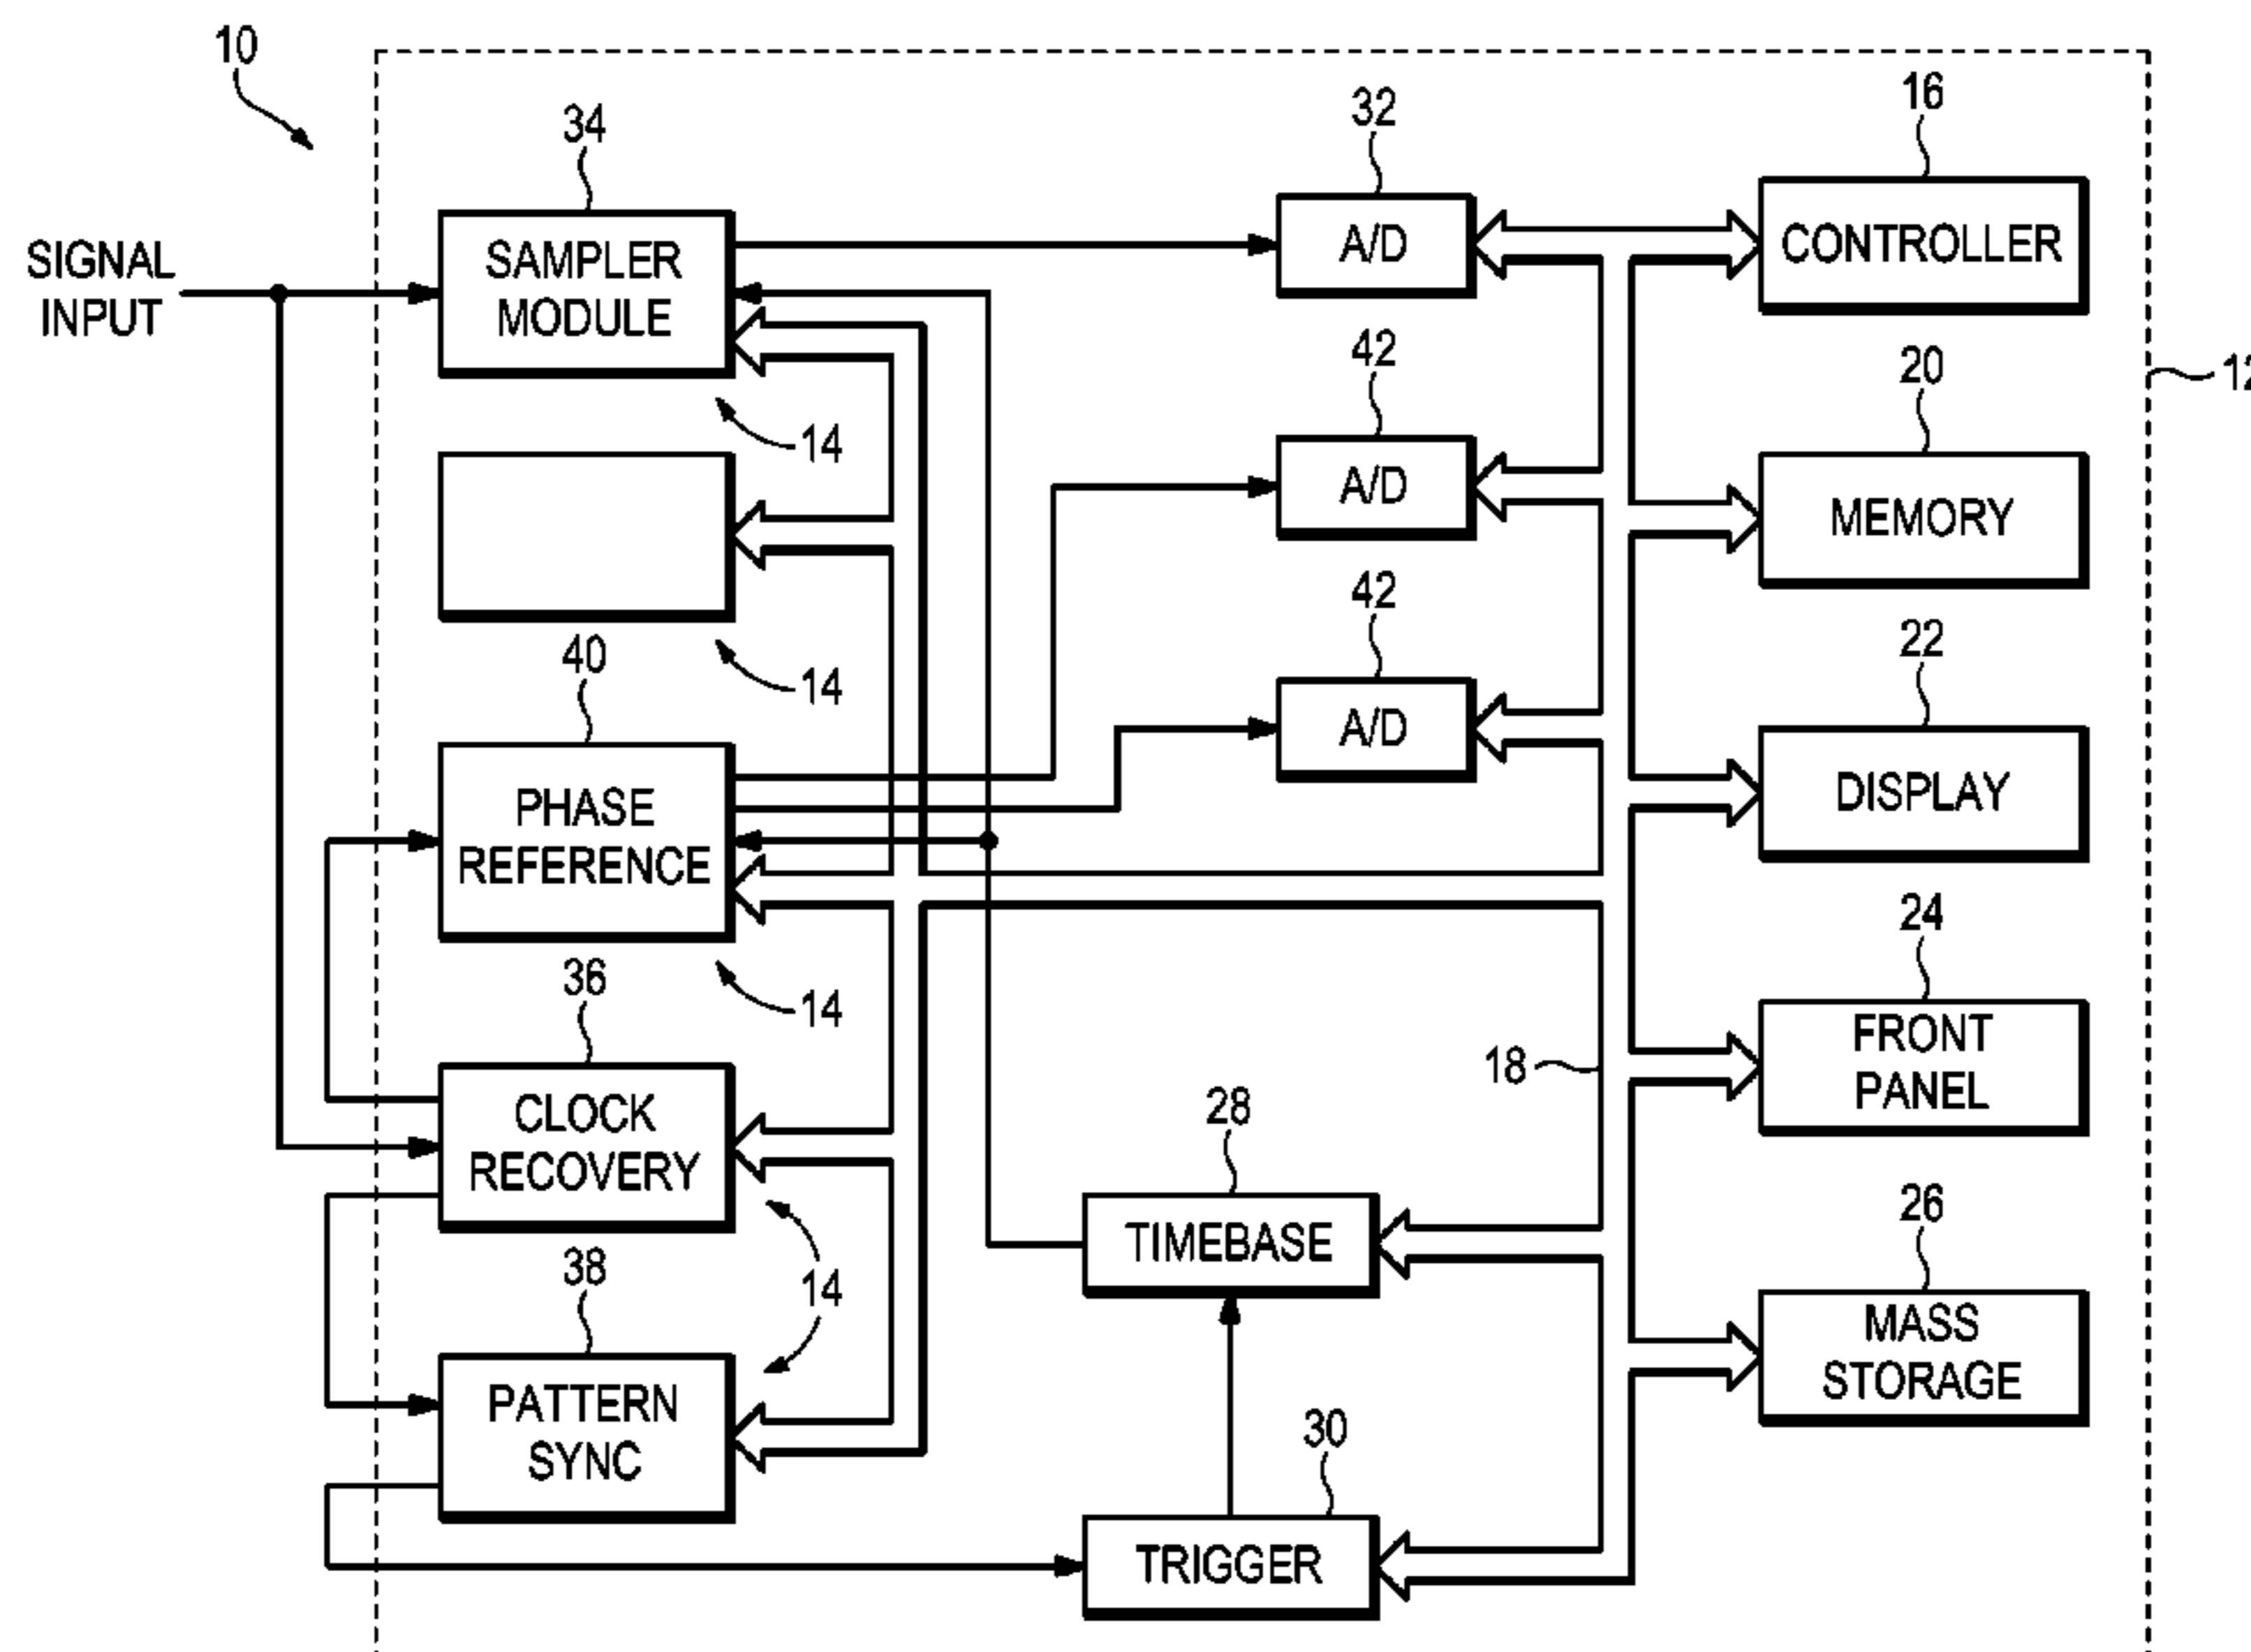 10
34
32
16
SIGNAL
INPUT
SAMPLER
MODULE
A/D
CONTROLLER
42
20
12
14
A/D
MEMORY
40
14
42
22
PHASE
REFERENCE
A/D
DISPLAY
36
14
24
CLOCK
RECOVERY
18
FRONT
PANEL
28
38
14
TIMEBASE
26
PATTERN
SYNC
30
MASS
STORAGE
TRIGGER